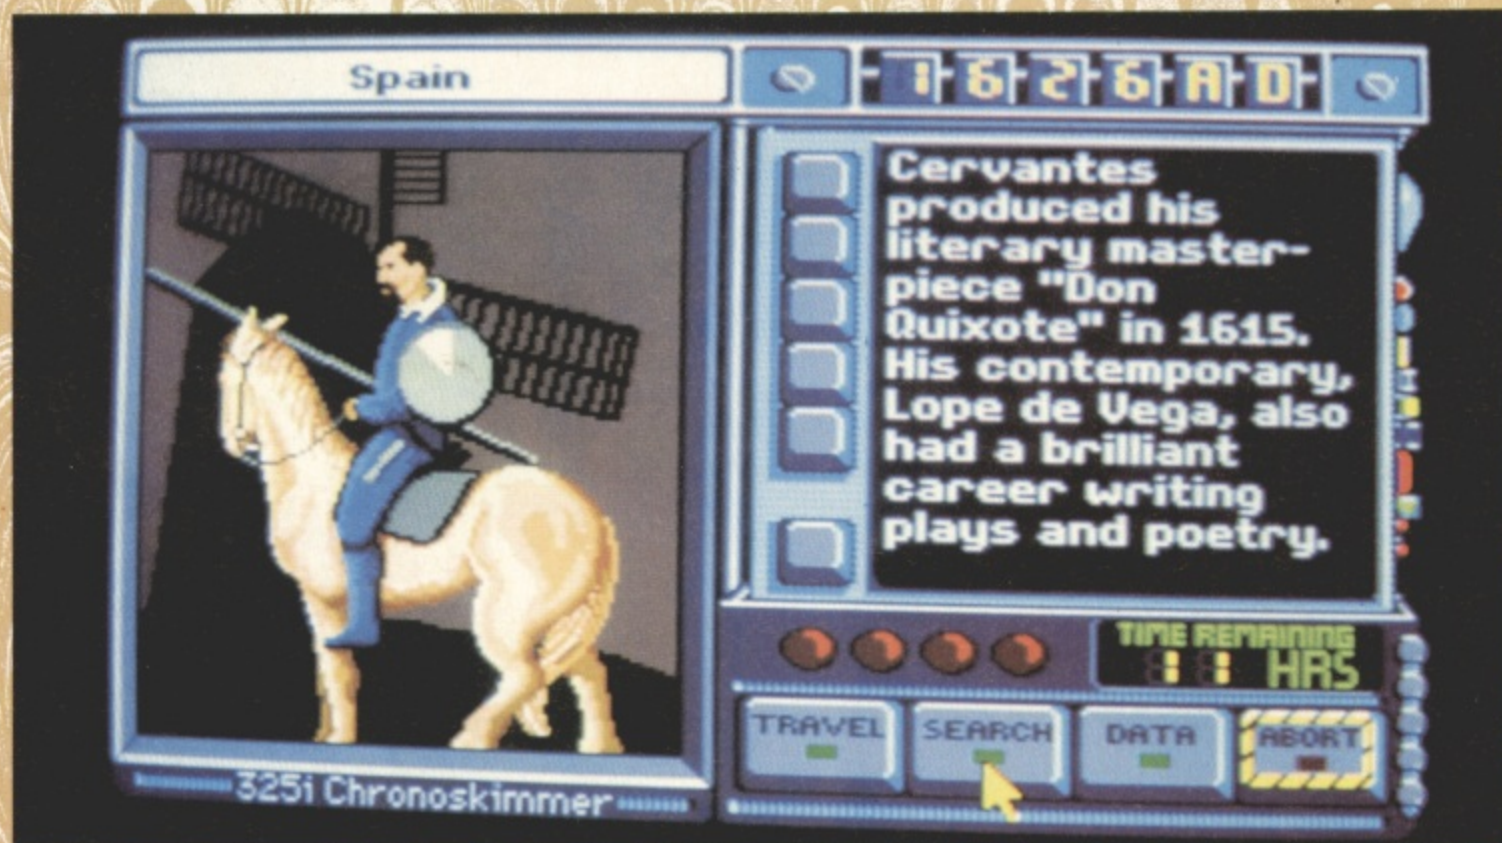 Spain
1626AD
Cervantes
produced his
literary master-
piece "Don
Quixote" in 1615.
His contemporary,
Lope de Vega, also
had a brilliant
career writing
plays and poetry.
TIME REMAINING
11 HRS
TRAVEL
SEARCH
DATA
ABORT
325i Chronoskimmer